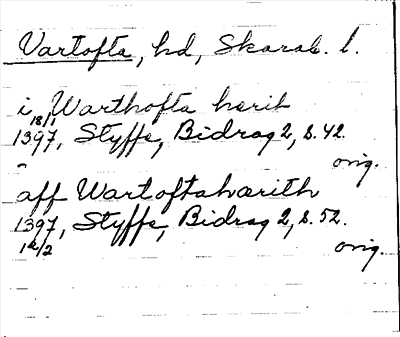 Vartofta, hd, Skarab. l.
i Warthofta herit
18/1
1397, Styffe, Bidrag 2, s. 42.
orig.
aff Wartoftahærith
1397, Styffe, Bidrag 2, s. 52.
12/2 orig.